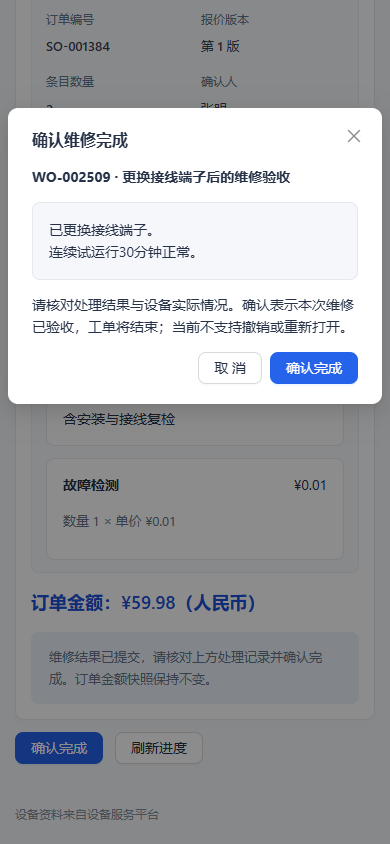 订单编号
报价版本
SO-001384
第 1 版
条目数量
确认人
确认维修完成
WO-002509 · 更换接线端子后的维修验收
已更换接线端子。
连续试运行30分钟正常。
请核对处理结果与设备实际情况。确认表示本次维修
已验收，工单将结束；当前不支持撤销或重新打开。
取 消
确认完成
含安装与接线复检
故障检测
¥0.01
数量 1 × 单价 ¥0.01
订单金额：¥59.98（人民币）
维修结果已提交，请核对上方处理记录并确认完
成。订单金额快照保持不变。
确认完成
刷新进度
设备资料来自设备服务平台